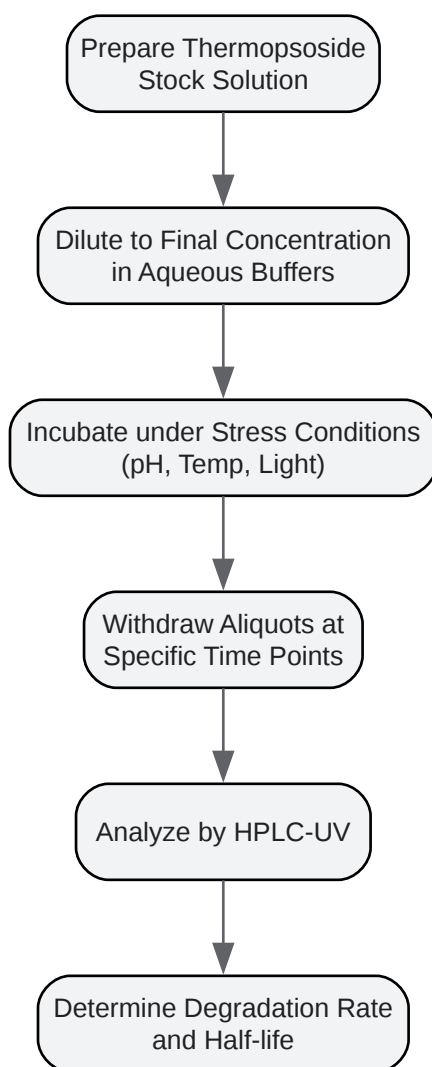 Prepare Thermopsoside
Stock Solution
Dilute to Final Concentration
in Aqueous Buffers
Incubate under Stress Conditions
(pH, Temp, Light)
Withdraw Aliquots at
Specific Time Points
Analyze by HPLC-UV
Determine Degradation Rate
and Half-life